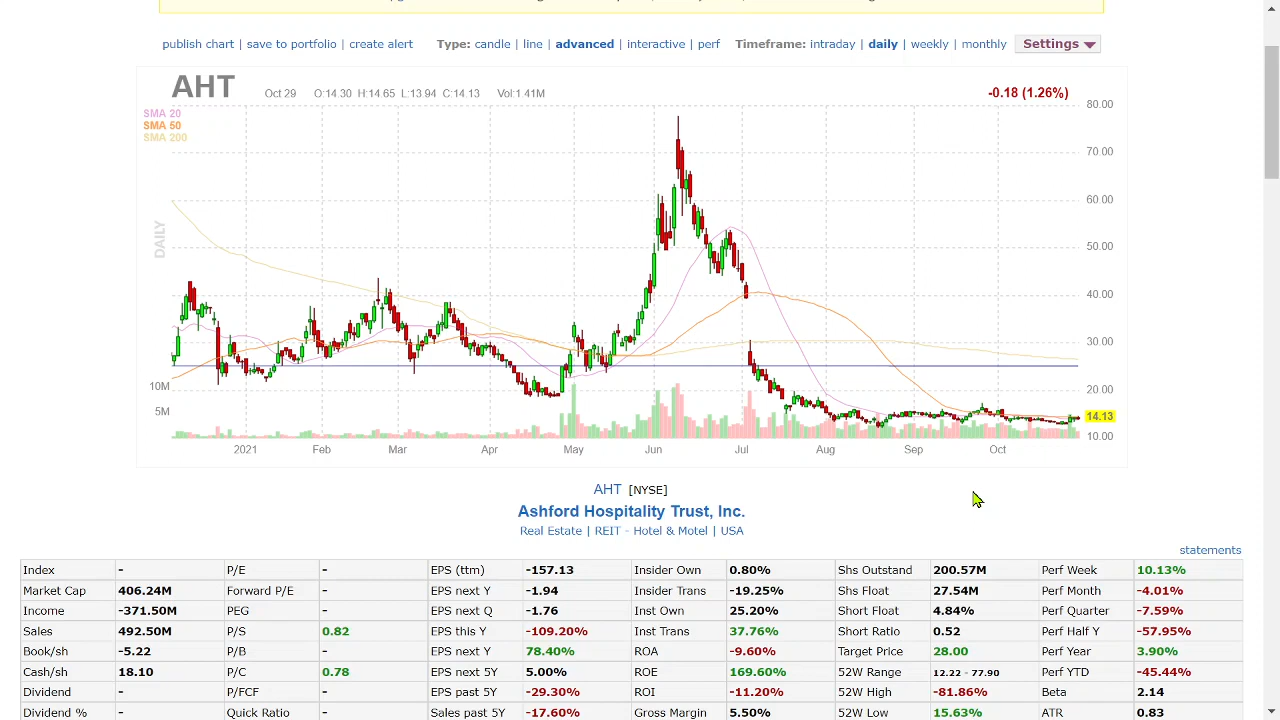 publish chart | save to portfolio | create alert Type: candle | line | advanced | interactive | perf Timeframe: intraday | daily | weekly | monthly Settings
AHT Oct 29 O:14.30 H:14.65 L:13.94 C:14.13 Vol:1.41M -0.18 (1.26%)
SMA 20
SMA 50
SMA 200
DAILY
80.00
70.00
60.00
50.00
40.00
30.00
20.00
14.13
10.00
10M
5M
2021 Feb Mar Apr May Jun Jul Aug Sep Oct
AHT [NYSE]
Ashford Hospitality Trust, Inc.
Real Estate | REIT - Hotel & Motel | USA
statements
Index - P/E - EPS (ttm) -157.13 Insider Own 0.80% Shs Outstand 200.57M Perf Week 10.13%
Market Cap 406.24M Forward P/E - EPS next Y -1.94 Insider Trans -19.25% Shs Float 27.54M Perf Month -4.01%
Income -371.50M PEG - EPS next Q -1.76 Inst Own 25.20% Short Float 4.84% Perf Quarter -7.59%
Sales 492.50M P/S 0.82 EPS this Y -109.20% Inst Trans 37.76% Short Ratio 0.52 Perf Half Y -57.95%
Book/sh -5.22 P/B - EPS next Y 78.40% ROA -9.60% Target Price 28.00 Perf Year 3.90%
Cash/sh 18.10 P/C 0.78 EPS next 5Y 5.00% ROE 169.60% 52W Range 12.22 - 77.90 Perf YTD -45.44%
Dividend - P/FCF - EPS past 5Y -29.30% ROI -11.20% 52W High -81.86% Beta 2.14
Dividend % - Quick Ratio - Sales past 5Y -17.60% Gross Margin 5.50% 52W Low 15.63% ATR 0.83